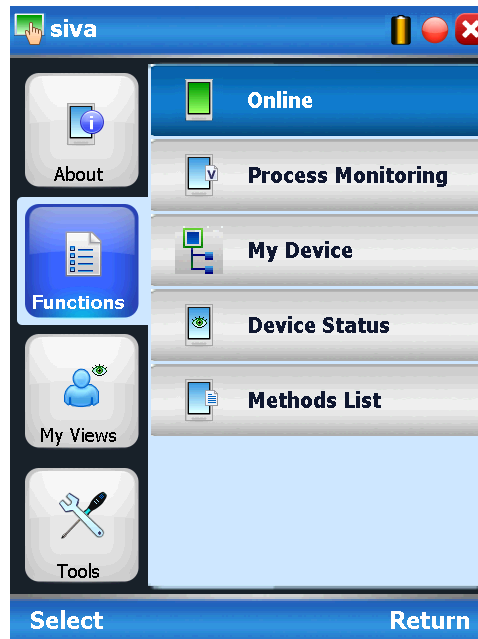 siva
About
Functions
My Views
Tools
Online
Process Monitoring
My Device
Device Status
Methods List
Select
Return